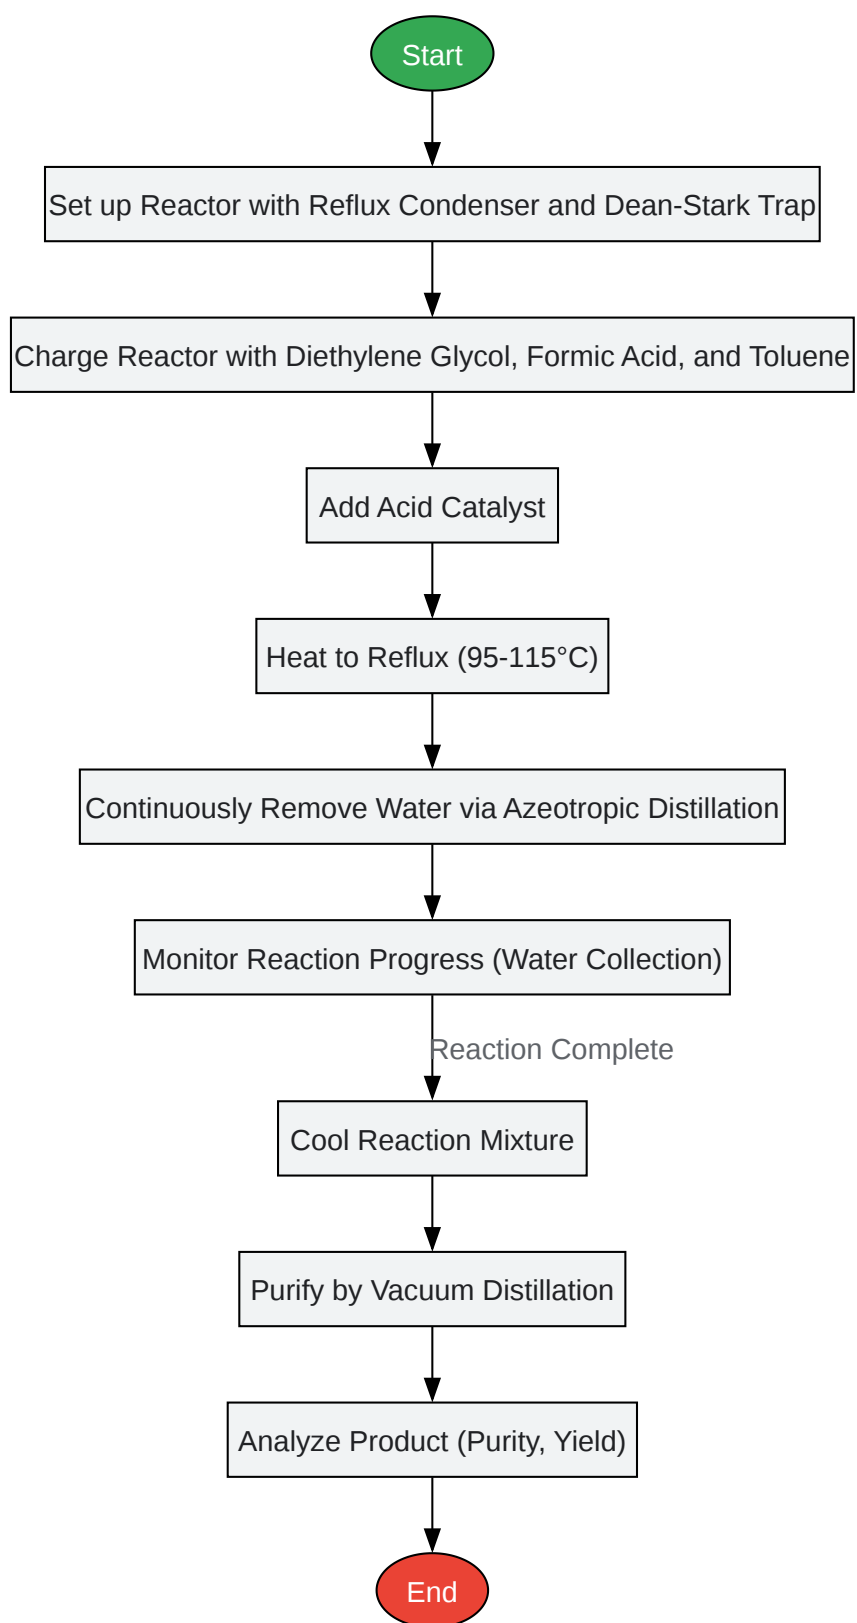 Start
Set up Reactor with Reflux Condenser and Dean-Stark Trap
Charge Reactor with Diethylene Glycol, Formic Acid, and Toluene
Add Acid Catalyst
Heat to Reflux (95-115°C)
Continuously Remove Water via Azeotropic Distillation
Monitor Reaction Progress (Water Collection)
Reaction Complete
Cool Reaction Mixture
Purify by Vacuum Distillation
Analyze Product (Purity, Yield)
End